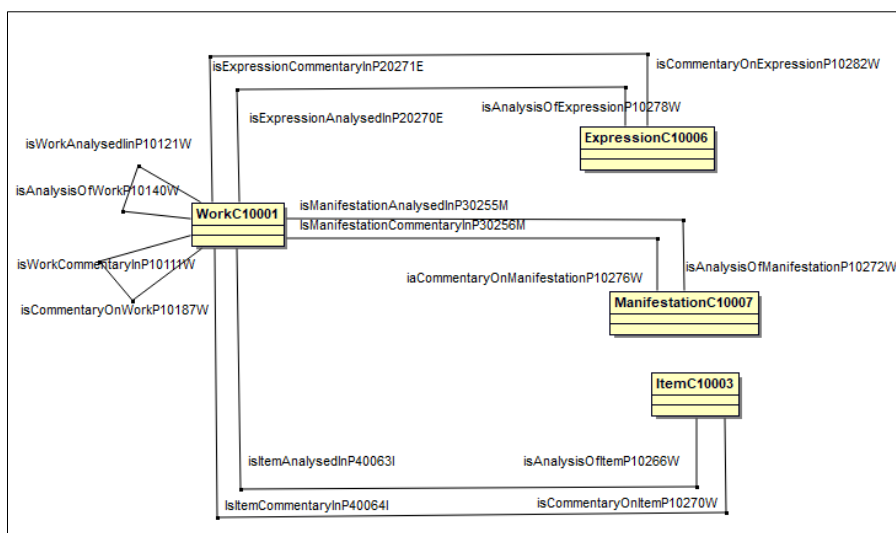 isExpressionCommentaryInP20271E
isCommentaryOnExpressionP10282W
isAnalysisOfExpressionP10278W
isExpressionAnalysedInP20270E
ExpressionC10006
isWorkAnalysedIinP10121W
isAnalysisOfWorkP10140W
WorkC10001
isManifestationAnalysedInP30255M
IsManifestationCommentaryInP30256M
isWorkCommentaryInP10111W
isAnalysisOfManifestationP10272W
iaCommentaryOnManifestationP10276W
isCommentaryOnWorkP10187W
ManifestationC10007
ItemC10003
isItemAnalysedInP40063I
isAnalysisOfItemP10266W
IsItemCommentaryInP40064I
isCommentaryOnItemP10270W